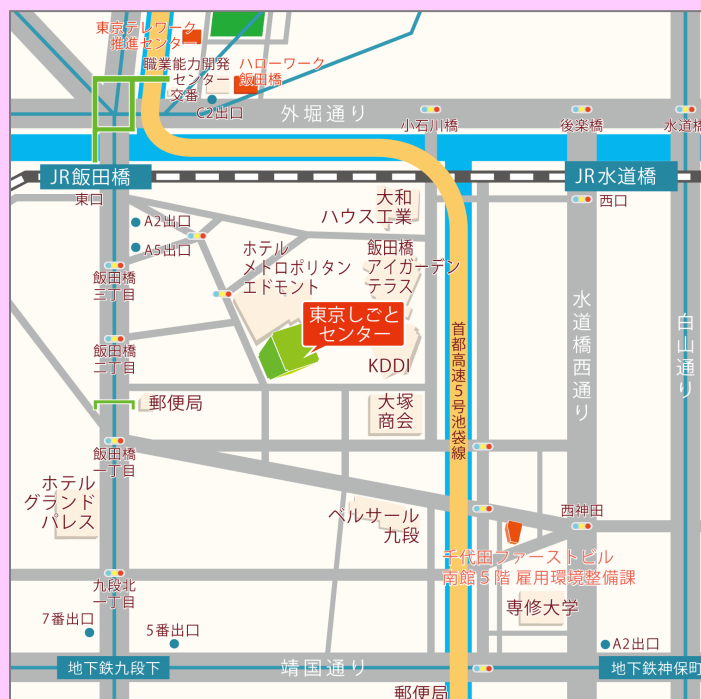 東京テレワーク
推進センター
職業能力開発
センター
交番
ハローワーク
飯田橋
C2出口
外堀通り
小石川橋
後楽橋
水道橋
JR飯田橋
JR水道橋
東口
西口
A2出口
A5出口
大和
ハウス工業
ホテル
メトロポリタン
エドモント
飯田橋
アイガーデン
テラス
飯田橋
三丁目
東京しごと
センター
飯田橋
二丁目
KDDI
首都高速5号池袋線
水道橋西通り
白山通り
郵便局
大塚
商会
飯田橋
一丁目
ホテル
グランド
パレス
ベルサール
九段
西神田
千代田ファーストビル
南館5階 雇用環境整備課
九段北
一丁目
専修大学
7番出口
5番出口
A2出口
地下鉄九段下
靖国通り
地下鉄神保町
郵便局